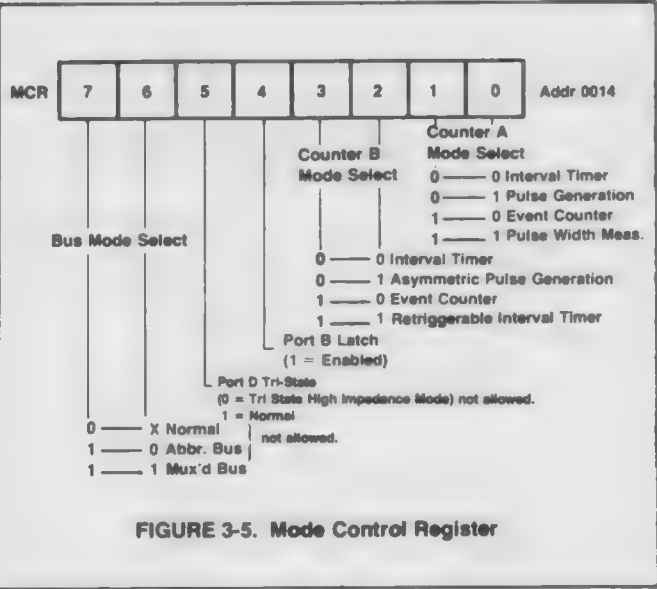 MCR 7 6 5 4 3 2 1 0 Addr 0014
Counter A
Mode Select
0 0 Interval Timer
0 1 Pulse Generation
1 0 Event Counter
1 1 Pulse Width Meas.
Counter B
Mode Select
0 0 Interval Timer
0 1 Asymmetric Pulse Generation
1 0 Event Counter
1 1 Retriggerable Interval Timer
Port B Latch
(1 = Enabled)
Port D Tri-State
(0 = Tri State High Impedance Mode) not allowed.
1 = Normal
Bus Mode Select
0 X Normal
1 0 Abbr. Bus
1 1 Mux'd Bus
not allowed.
FIGURE 3-5. Mode Control Register